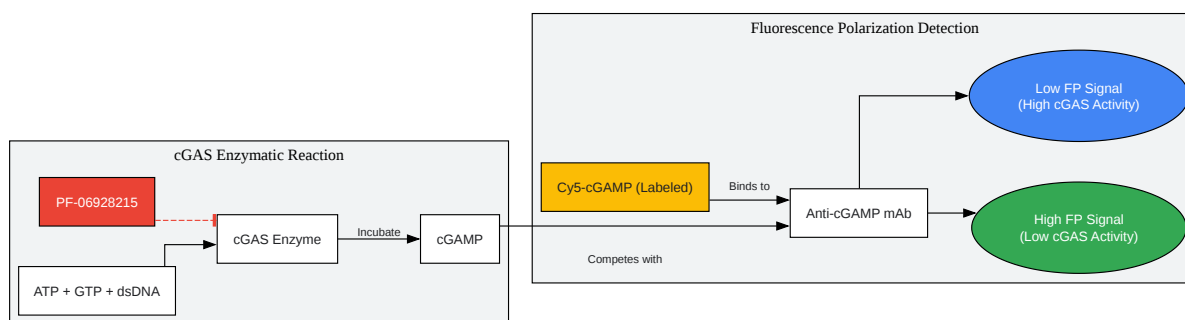 Fluorescence Polarization Detection
Low FP Signal
(High cGAS Activity)
cGAS Enzymatic Reaction
PF-06928215
Cy5-cGAMP (Labeled)
Binds to
Anti-cGAMP mAb
High FP Signal
(Low cGAS Activity)
cGAS Enzyme
Incubate
cGAMP
Competes with
ATP + GTP + dsDNA